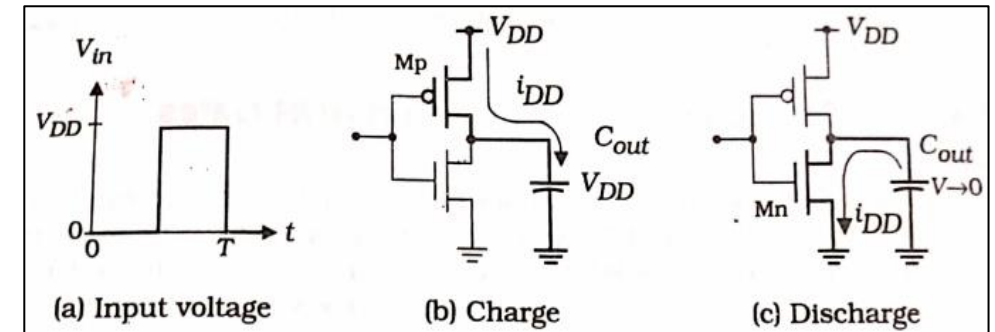 V_in
V_DD
0
0
T
t
(a) Input voltage
V_DD
Mp
i_DD
C_out
V_DD
(b) Charge
V_DD
C_out
V→0
Mn
i_DD
(c) Discharge